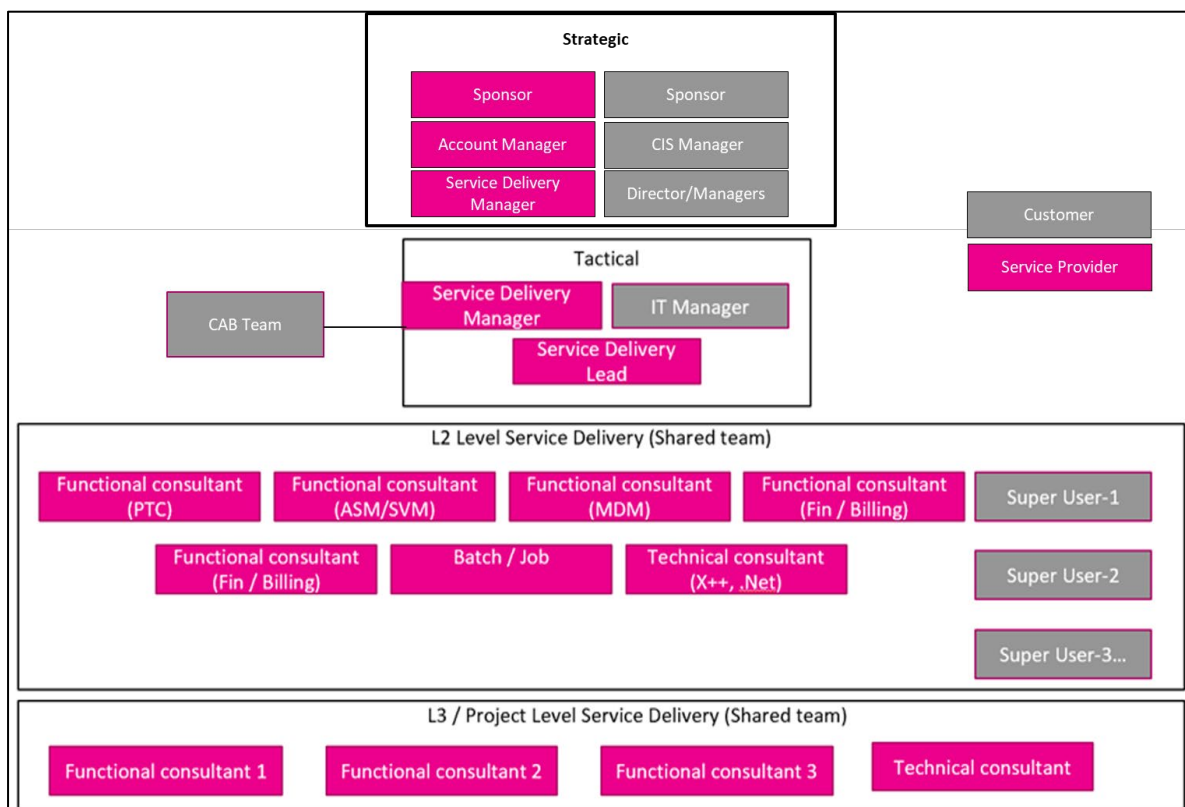 Strategic
Sponsor
Sponsor
Account Manager
CIS Manager
Service Delivery
Manager
Director/Managers
Customer
Service Provider
Tactical
Service Delivery
Manager
IT Manager
CAB Team
Service Delivery
Lead
L2 Level Service Delivery (Shared team)
Functional consultant
(PTC)
Functional consultant
(ASM/SVM)
Functional consultant
(MDM)
Functional consultant
(Fin / Billing)
Super User-1
Functional consultant
(Fin / Billing)
Batch / Job
Technical consultant
(X++, .Net)
Super User-2
Super User-3...
L3 / Project Level Service Delivery (Shared team)
Functional consultant 1
Functional consultant 2
Functional consultant 3
Technical consultant